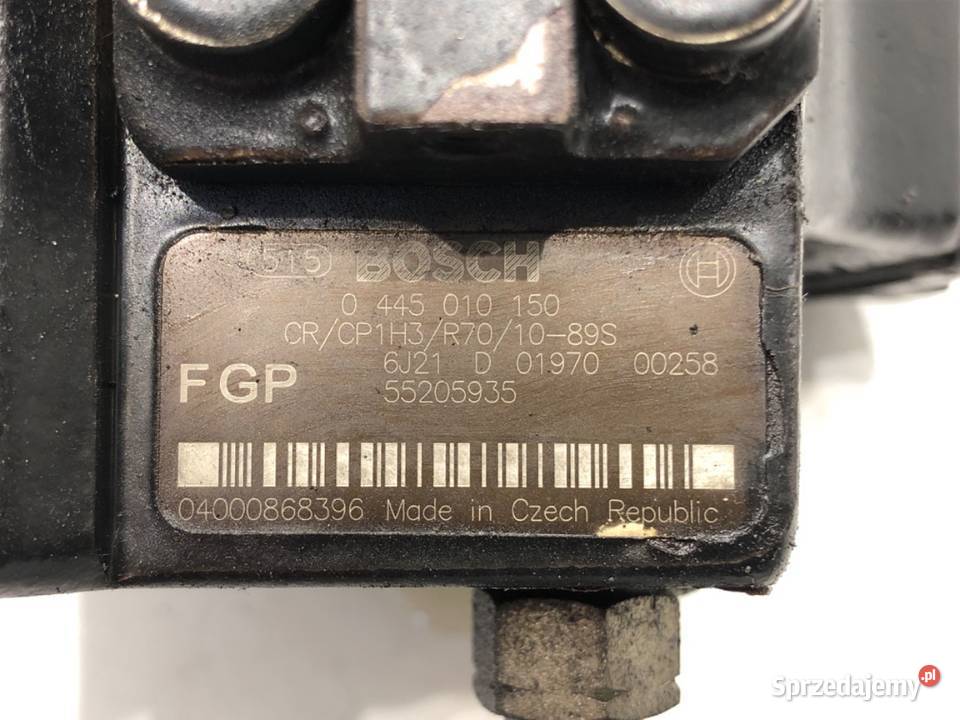 515 BOSCH
0 445 010 150
CR/CP1H3/R70/10-89S
6J21 D 01970 00258
FGP 55205935
04000868396 Made in Czech Republic
Sprzedajemy.pl